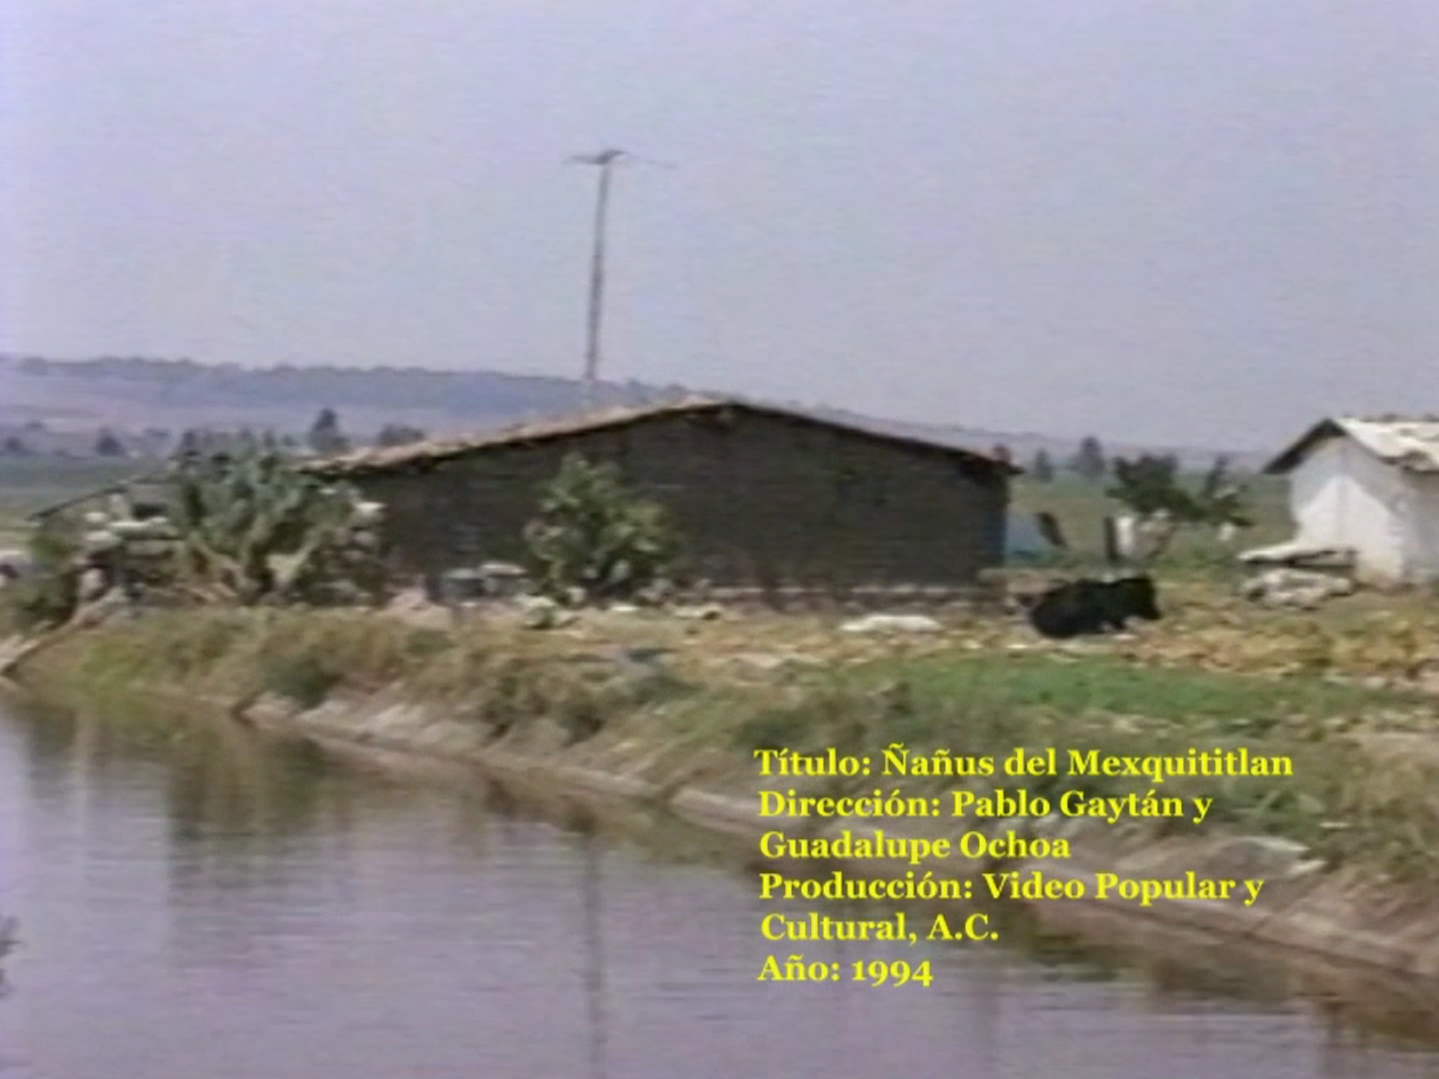 Título: Ñañus del Mexquititlan
Dirección: Pablo Gaytán y
Guadalupe Ochoa
Producción: Video Popular y
Cultural, A.C.
Año: 1994